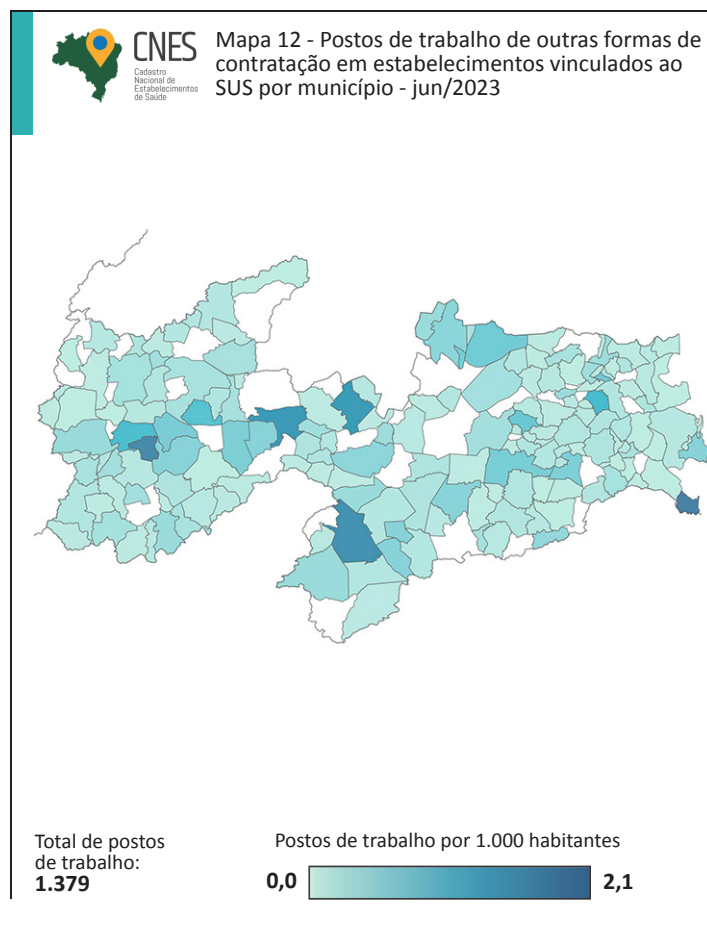 CNES
Cadastro
Nacional de
Estabelecimentos
de Saúde
Mapa 12 - Postos de trabalho de outras formas de
contratação em estabelecimentos vinculados ao
SUS por município - jun/2023
Total de postos
de trabalho:
1.379
Postos de trabalho por 1.000 habitantes
0,0
2,1